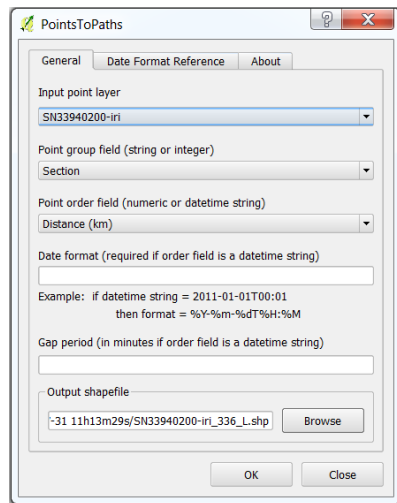 PointsToPaths
General Date Format Reference About
Input point layer
SN33940200-iri
Point group field (string or integer)
Section
Point order field (numeric or datetime string)
Distance (km)
Date format (required if order field is a datetime string)
Example: if datetime string = 2011-01-01T00:01
then format = %Y-%m-%dT%H:%M
Gap period (in minutes if order field is a datetime string)
Output shapefile
-31 11h13m29s/SN33940200-iri_336_L.shp Browse
OK Close